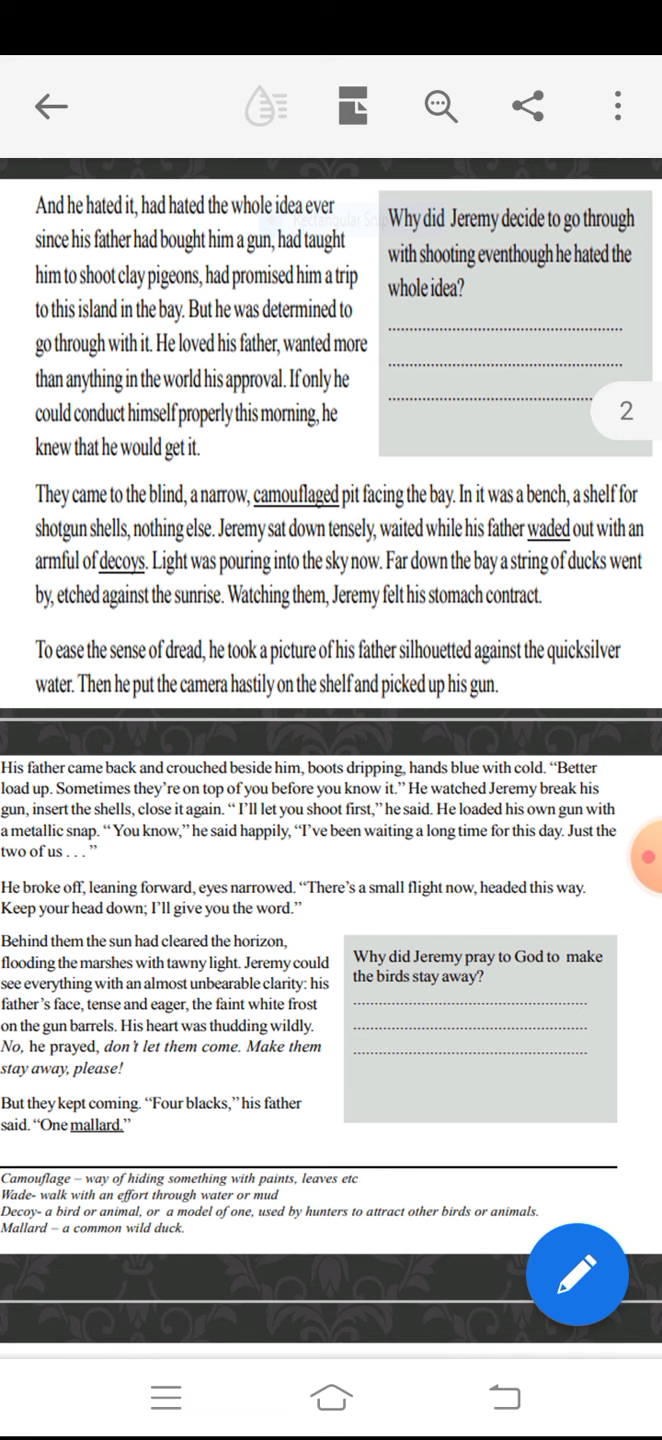 And he hated it, had hated the whole idea ever
since his father had bought him a gun, had taught
him to shoot clay pigeons, had promised him a trip
to this island in the bay. But he was determined to
go through with it. He loved his father, wanted more
than anything in the world his approval. If only he
could conduct himself properly this morning, he
knew that he would get it.
Rectangular Snip
Why did Jeremy decide to go through
with shooting eventhough he hated the
whole idea?
..........................................................
..........................................................
..........................................................
2
They came to the blind, a narrow, camouflaged pit facing the bay. In it was a bench, a shelf for
shotgun shells, nothing else. Jeremy sat down tensely, waited while his father waded out with an
armful of decoys. Light was pouring into the sky now. Far down the bay a string of ducks went
by, etched against the sunrise. Watching them, Jeremy felt his stomach contract.
To ease the sense of dread, he took a picture of his father silhouetted against the quicksilver
water. Then he put the camera hastily on the shelf and picked up his gun.
His father came back and crouched beside him, boots dripping, hands blue with cold. “Better
load up. Sometimes they’re on top of you before you know it.” He watched Jeremy break his
gun, insert the shells, close it again. “ I’ll let you shoot first,” he said. He loaded his own gun with
a metallic snap. “ You know,” he said happily, “I’ve been waiting a long time for this day. Just the
two of us . . . ”
He broke off, leaning forward, eyes narrowed. “There’s a small flight now, headed this way.
Keep your head down; I’ll give you the word.”
Behind them the sun had cleared the horizon,
flooding the marshes with tawny light. Jeremy could
see everything with an almost unbearable clarity: his
father’s face, tense and eager, the faint white frost
on the gun barrels. His heart was thudding wildly.
No, he prayed, don’t let them come. Make them
stay away, please!
But they kept coming. “Four blacks,” his father
said. “One mallard.”
Why did Jeremy pray to God to make
the birds stay away?
..........................................................
..........................................................
..........................................................
Camouflage – way of hiding something with paints, leaves etc
Wade- walk with an effort through water or mud
Decoy- a bird or animal, or a model of one, used by hunters to attract other birds or animals.
Mallard – a common wild duck.